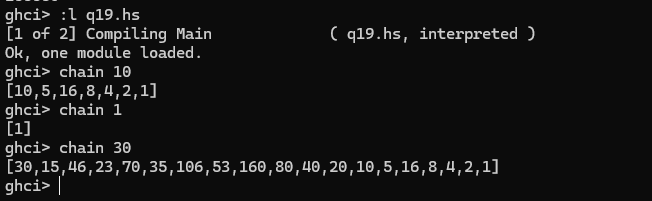 ghci> :l q19.hs
[1 of 2] Compiling Main             ( q19.hs, interpreted )
Ok, one module loaded.
ghci> chain 10
[10,5,16,8,4,2,1]
ghci> chain 1
[1]
ghci> chain 30
[30,15,46,23,70,35,106,53,160,80,40,20,10,5,16,8,4,2,1]
ghci>